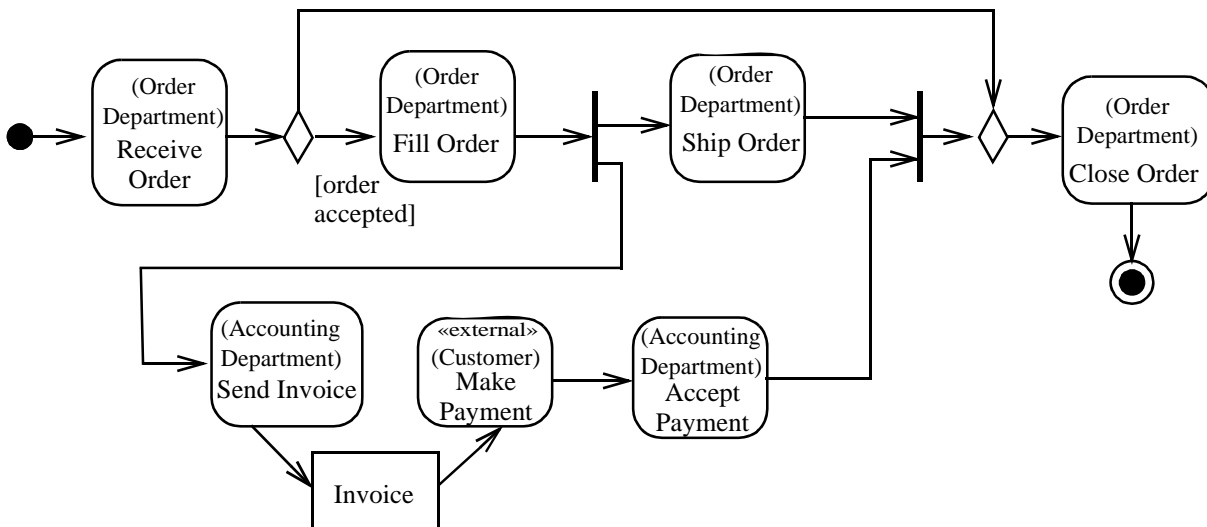 (Order
Department)
Receive
Order
[order
accepted]
(Order
Department)
Fill Order
(Order
Department)
Ship Order
(Order
Department)
Close Order
(Accounting
Department)
Send Invoice
Invoice
«external»
(Customer)
Make
Payment
(Accounting
Department)
Accept
Payment